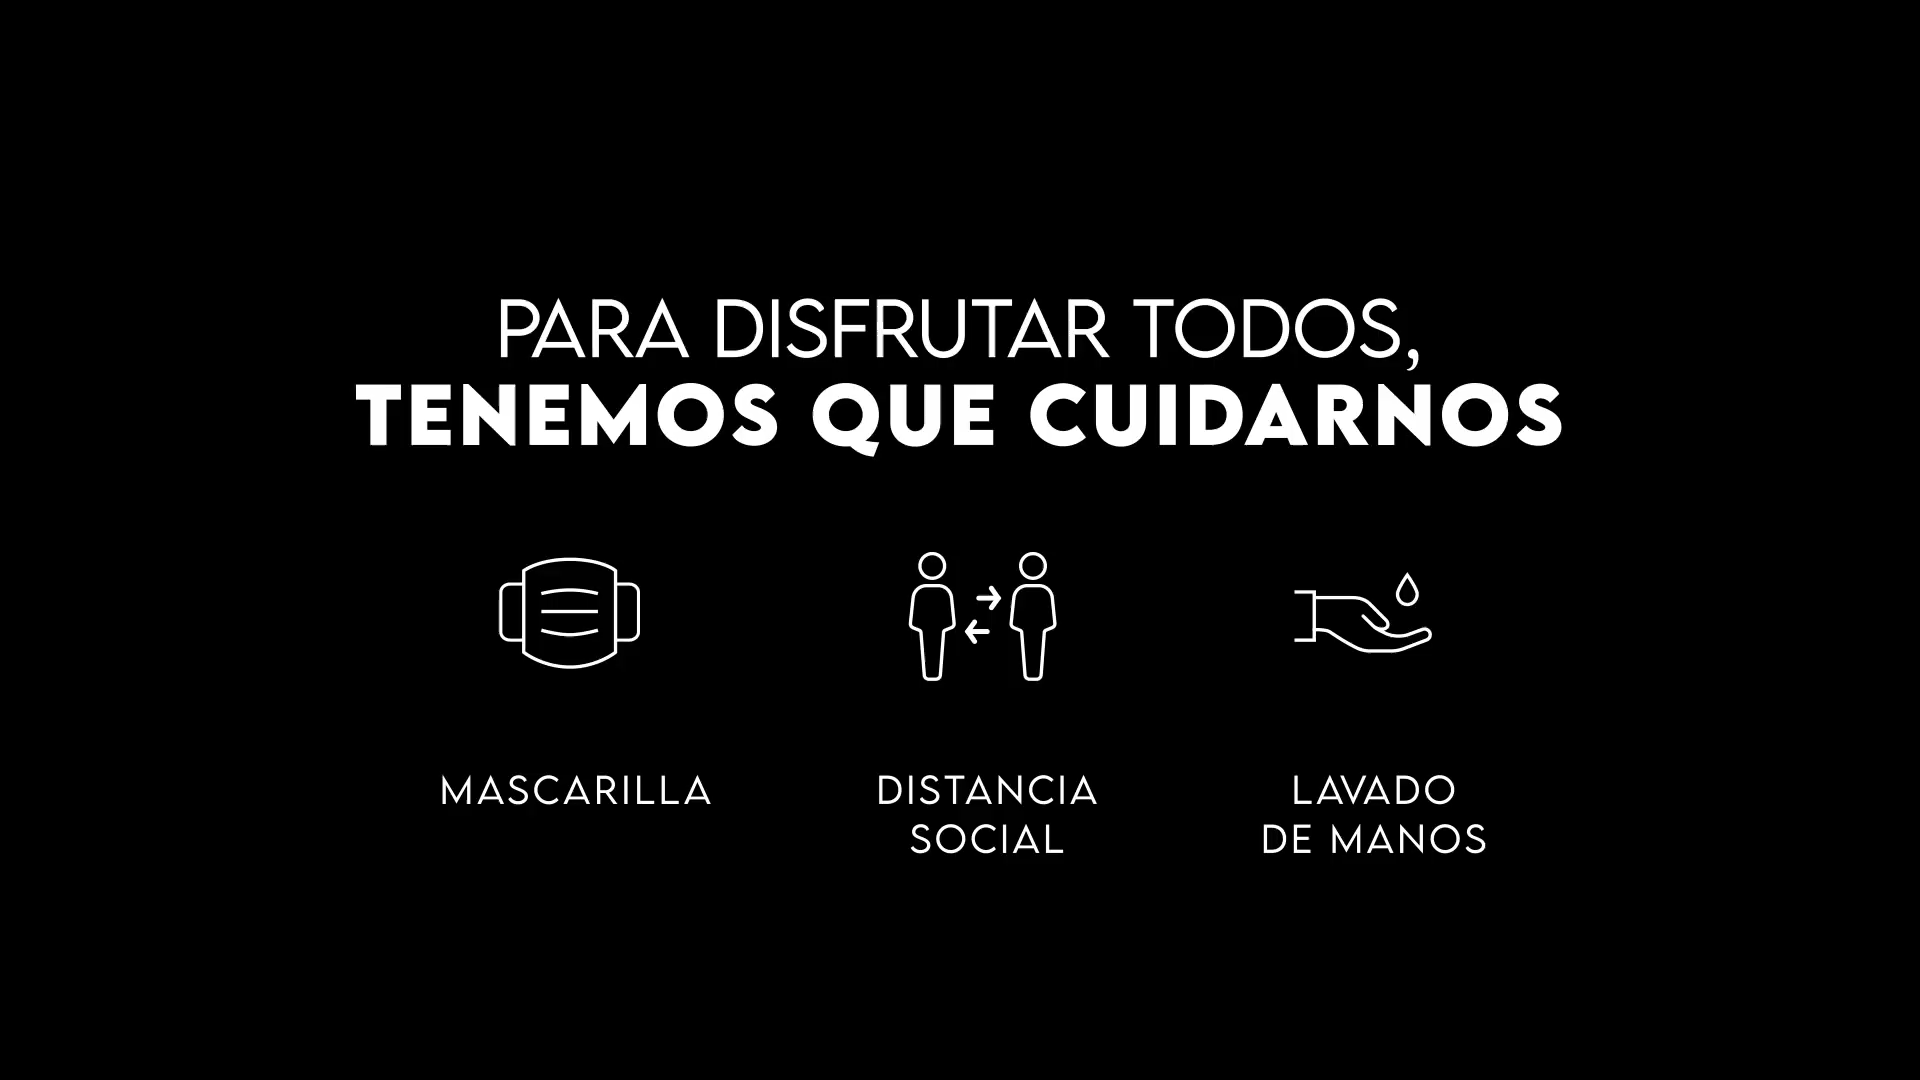 PARA DISFRUTAR TODOS,
TENEMOS QUE CUIDARNOS
MASCARILLA
DISTANCIA
SOCIAL
LAVADO
DE MANOS